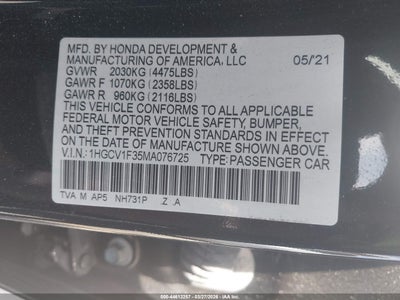 MFD. BY HONDA DEVELOPMENT &
MANUFACTURING OF AMERICA, LLC 05/'21
GVWR 2030KG (4475LBS)
GAWR F 1070KG (2358LBS)
GAWR R 960KG (2116LBS)
THIS VEHICLE CONFORMS TO ALL APPLICABLE
FEDERAL MOTOR VEHICLE SAFETY, BUMPER,
AND THEFT PREVENTION STANDARDS IN EFFECT
ON THE DATE OF MANUFACTURE SHOWN ABOVE.
V.I.N.: 1HGCV1F35MA076725 TYPE: PASSENGER CAR
TVA M AP5 NH731P .Z .A